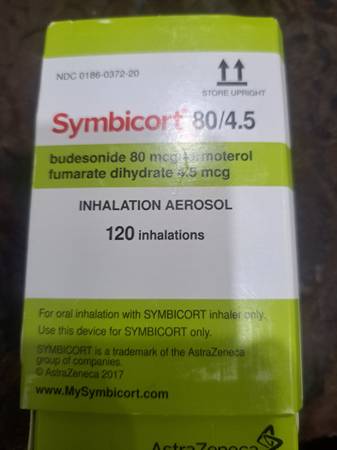 NDC 0186-0372-20
STORE UPRIGHT
Symbicort® 80/4.5
budesonide 80 mcg/formoterol
fumarate dihydrate 4.5 mcg
INHALATION AEROSOL
120 inhalations
For oral inhalation with SYMBICORT inhaler only.
Use this device for SYMBICORT only.
SYMBICORT is a trademark of the AstraZeneca
group of companies.
© AstraZeneca 2017
www.MySymbicort.com
AstraZeneca